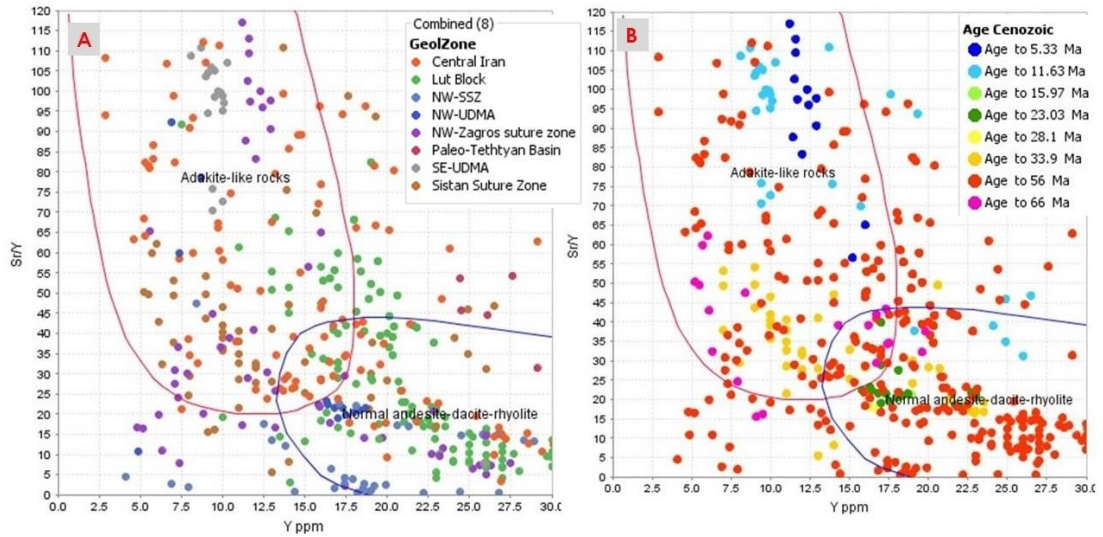 A
Combined (8)
GeolZone
Central Iran
Lut Block
NW-SSZ
NW-UDMA
NW-Zagros suture zone
Paleo-Tethtyan Basin
SE-UDMA
Sistan Suture Zone
Adakite-like rocks
Normal andesite-dacite-rhyolite
Sr/Y
120
115
110
105
100
95
90
85
80
75
70
65
60
55
50
45
40
35
30
25
20
15
10
5
0
0.0 2.5 5.0 7.5 10.0 12.5 15.0 17.5 20.0 22.5 25.0 27.5 30.0
Y ppm
B
Age Cenozoic
Age to 5.33 Ma
Age to 11.63 Ma
Age to 15.97 Ma
Age to 23.03 Ma
Age to 28.1 Ma
Age to 33.9 Ma
Age to 56 Ma
Age to 66 Ma
Adakite-like rocks
Normal andesite-dacite-rhyolite
Sr/Y
120
115
110
105
100
95
90
85
80
75
70
65
60
55
50
45
40
35
30
25
20
15
10
5
0
0.0 2.5 5.0 7.5 10.0 12.5 15.0 17.5 20.0 22.5 25.0 27.5 30.
Y ppm